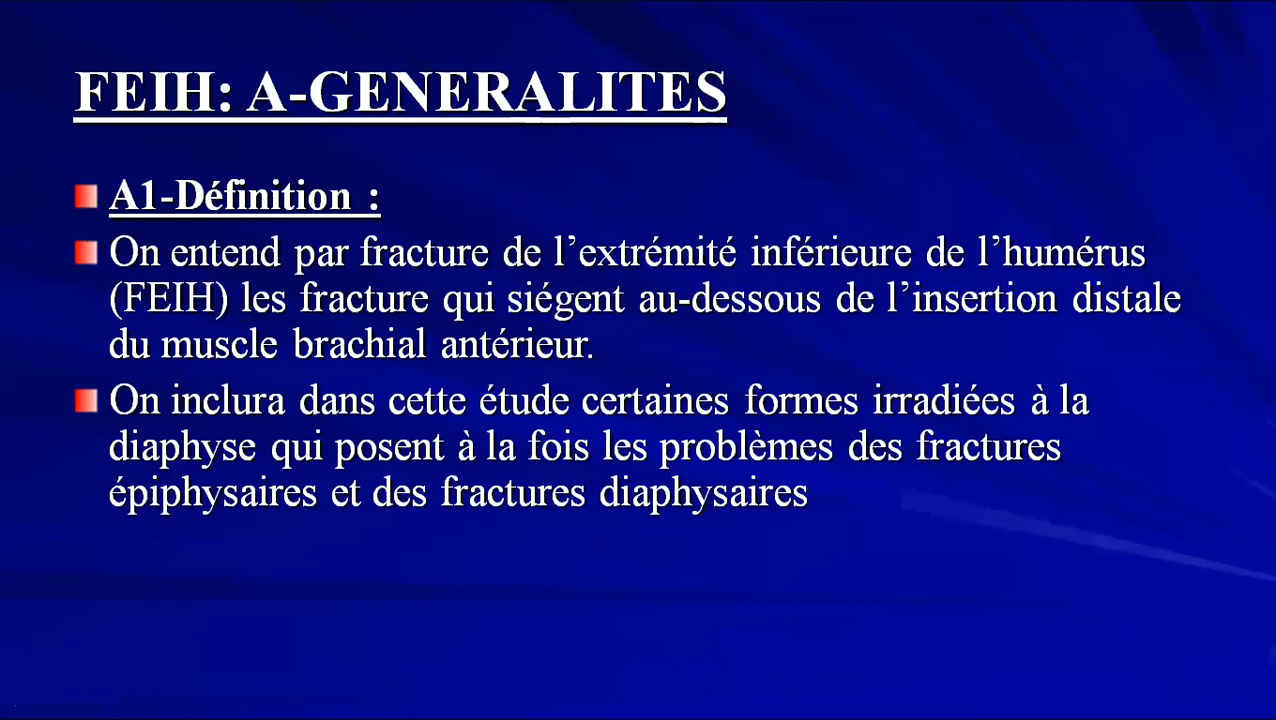 FEIH: A-GENERALITES
A1-Définition :
On entend par fracture de l’extrémité inférieure de l’humérus
(FEIH) les fracture qui siégent au-dessous de l’insertion distale
du muscle brachial antérieur.
On inclura dans cette étude certaines formes irradiées à la
diaphyse qui posent à la fois les problèmes des fractures
épiphysaires et des fractures diaphysaires